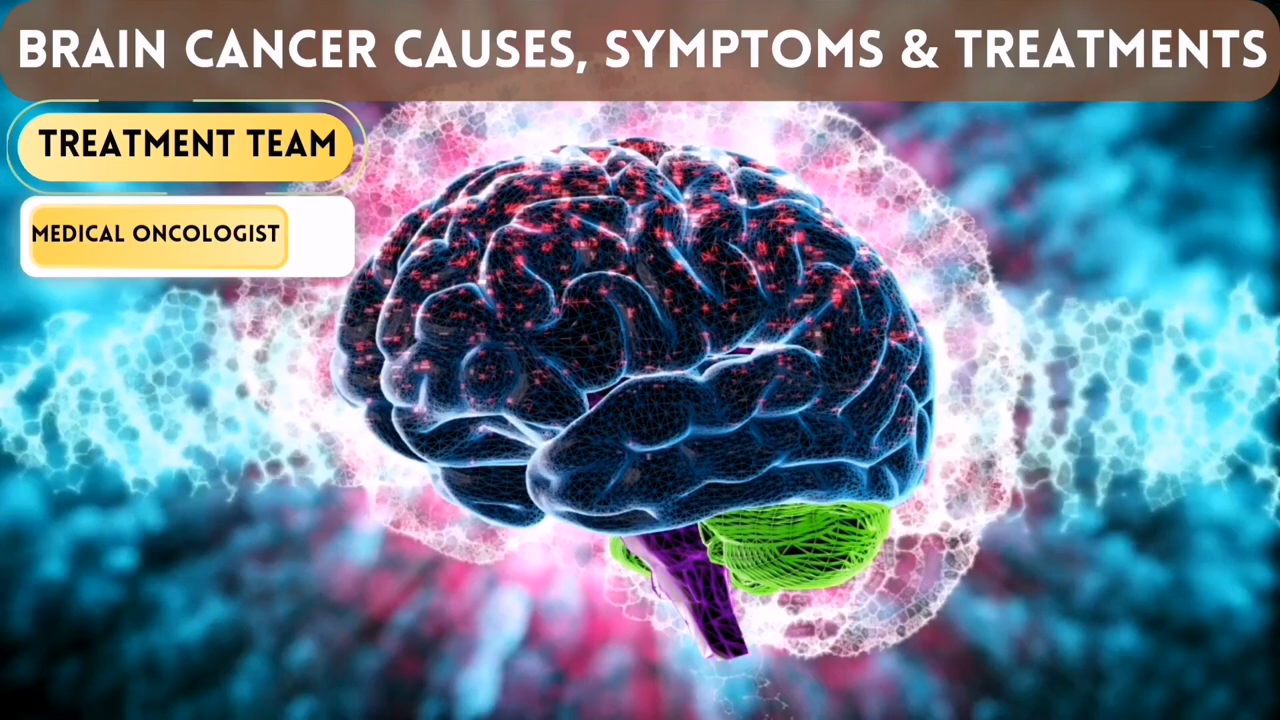 BRAIN CANCER CAUSES, SYMPTOMS & TREATMENTS
TREATMENT TEAM
MEDICAL ONCOLOGIST